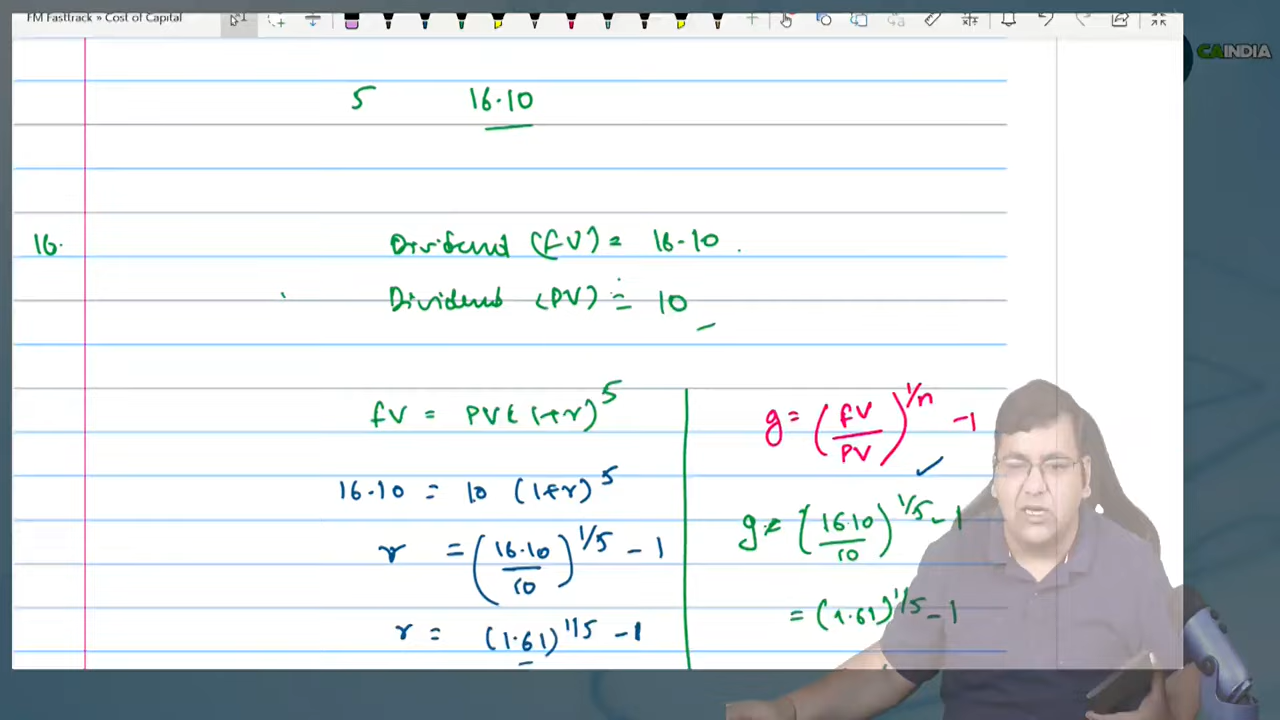 FM Fasttrack » Cost of Capital
CAINDIA
5 16.10
16. Dividend (FV) = 16.10
Dividend (PV) = 10
FV = PV (1+r)^5
16.10 = 10 (1+r)^5
r = (16.10/10)^1/5 - 1
r = (1.61)^1/5 - 1
g = (FV/PV)^1/n - 1
g = (16.10/10)^1/5 - 1
= (1.61)^1/5 - 1